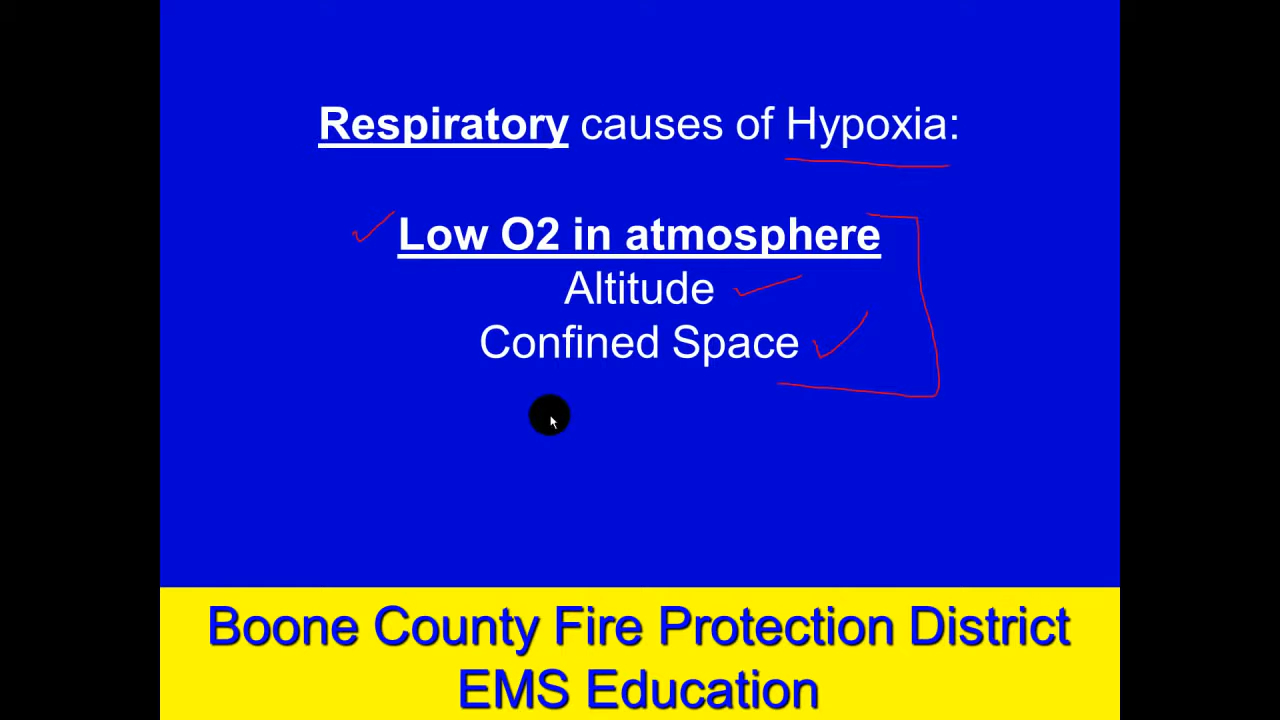 Respiratory causes of Hypoxia:
Low O2 in atmosphere
Altitude
Confined Space
Boone County Fire Protection District
EMS Education